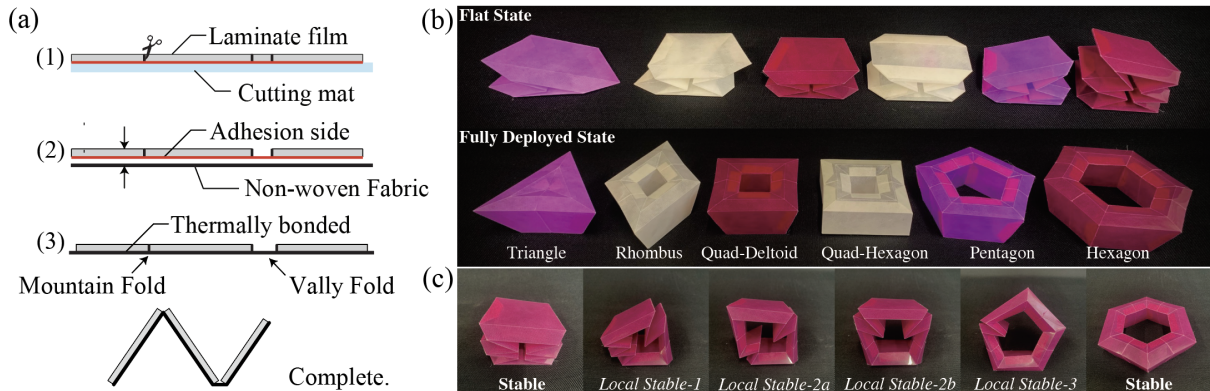 (a)
(1)
Laminate film
Cutting mat
(2)
Adhesion side
Non-woven Fabric
(3)
Thermally bonded
Mountain Fold
Vally Fold
Complete.
(b)
Flat State
Fully Deployed State
Triangle
Rhombus
Quad-Deltoid
Quad-Hexagon
Pentagon
Hexagon
(c)
Stable
Local Stable-1
Local Stable-2a
Local Stable-2b
Local Stable-3
Stable